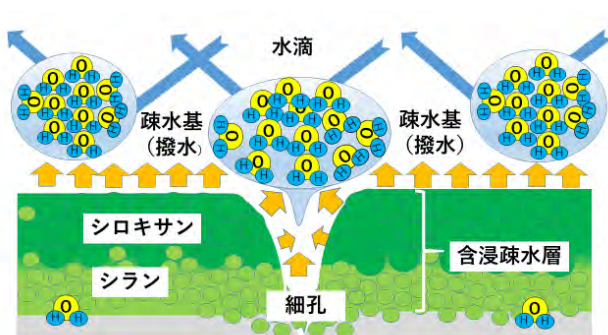 水滴
疎水基
(撥水)
疎水基
(撥水)
シロキサン
シラン
含浸疎水層
細孔